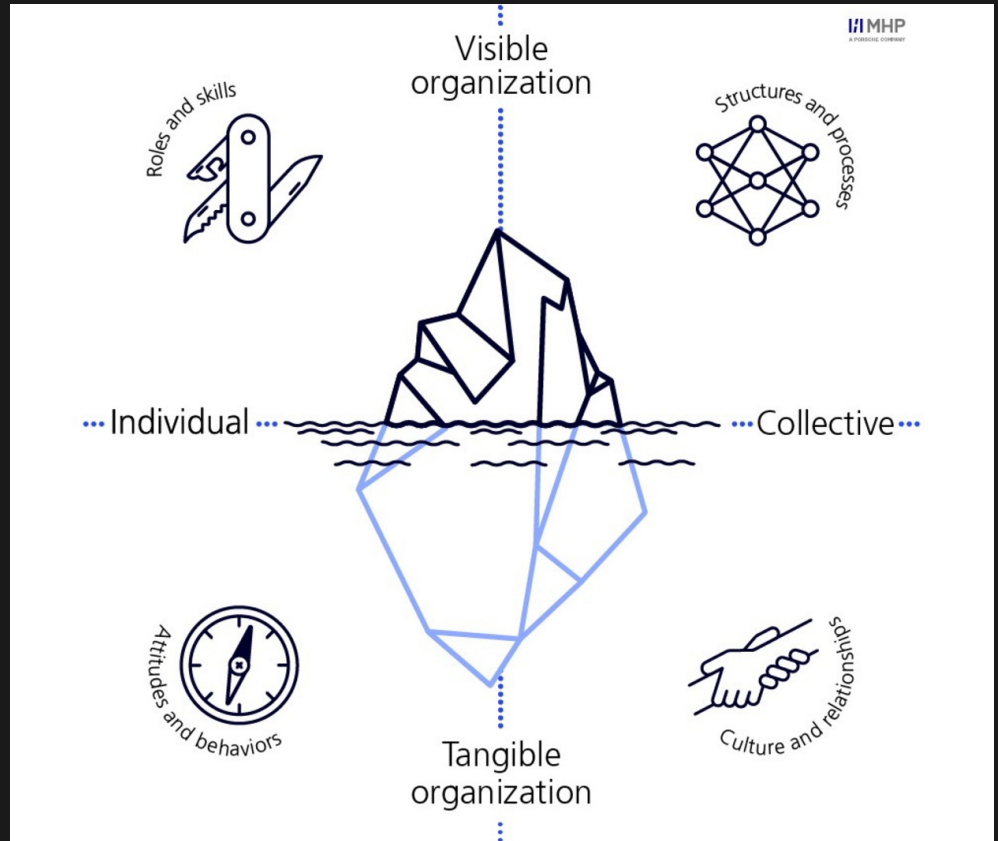 MHP
A PORSCHE COMPANY
Visible
organization
Roles and skills
Structures and processes
Individual
Collective
Attitudes and behaviors
Culture and relationships
Tangible
organization